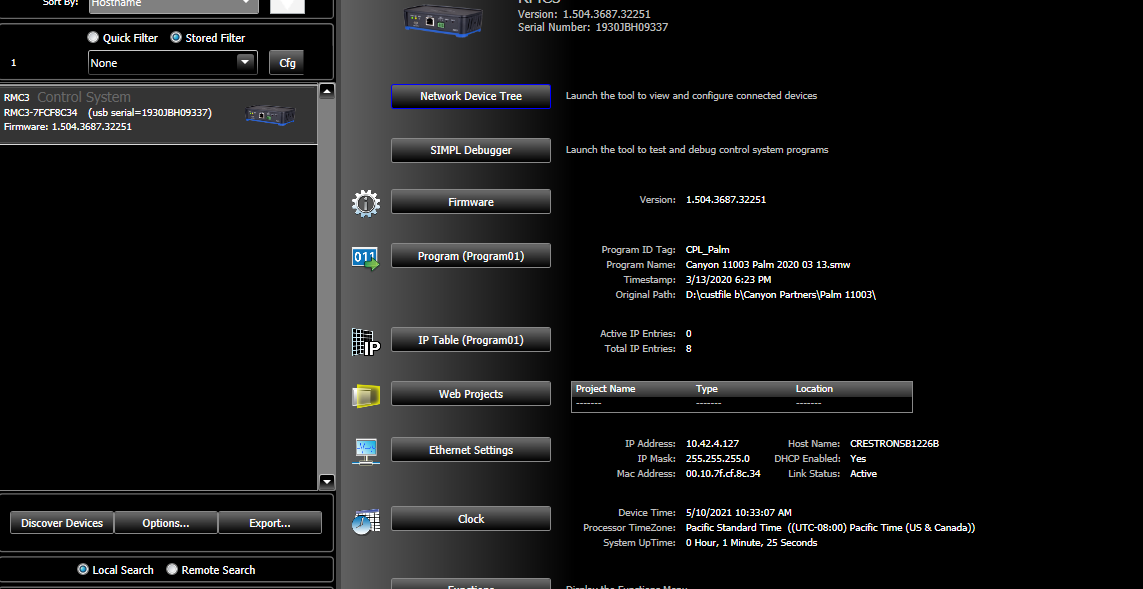 Sort By:
Hostname
Quick Filter
Stored Filter
1
None
Cfg
RMC3 Control System
RMC3-7FCF8C34 (usb serial=1930JBH09337)
Firmware: 1.504.3687.32251
Discover Devices
Options...
Export...
Local Search
Remote Search
RMC3
Version: 1.504.3687.32251
Serial Number: 1930JBH09337
Network Device Tree
Launch the tool to view and configure connected devices
SIMPL Debugger
Launch the tool to test and debug control system programs
Firmware
Version: 1.504.3687.32251
011
Program (Program01)
Program ID Tag: CPL_Palm
Program Name: Canyon 11003 Palm 2020 03 13.smw
Timestamp: 3/13/2020 6:23 PM
Original Path: D:\custfile b\Canyon Partners\Palm 11003\
IP
IP Table (Program01)
Active IP Entries: 0
Total IP Entries: 8
Web Projects
Project Name Type Location
------- ------- -------
Ethernet Settings
IP Address: 10.42.4.127 Host Name: CRESTRONSB1226B
IP Mask: 255.255.255.0 DHCP Enabled: Yes
Mac Address: 00.10.7f.cf.8c.34 Link Status: Active
Clock
Device Time: 5/10/2021 10:33:07 AM
Processor TimeZone: Pacific Standard Time ((UTC-08:00) Pacific Time (US & Canada))
System UpTime: 0 Hour, 1 Minute, 25 Seconds
Functions
Display the Functions Menu